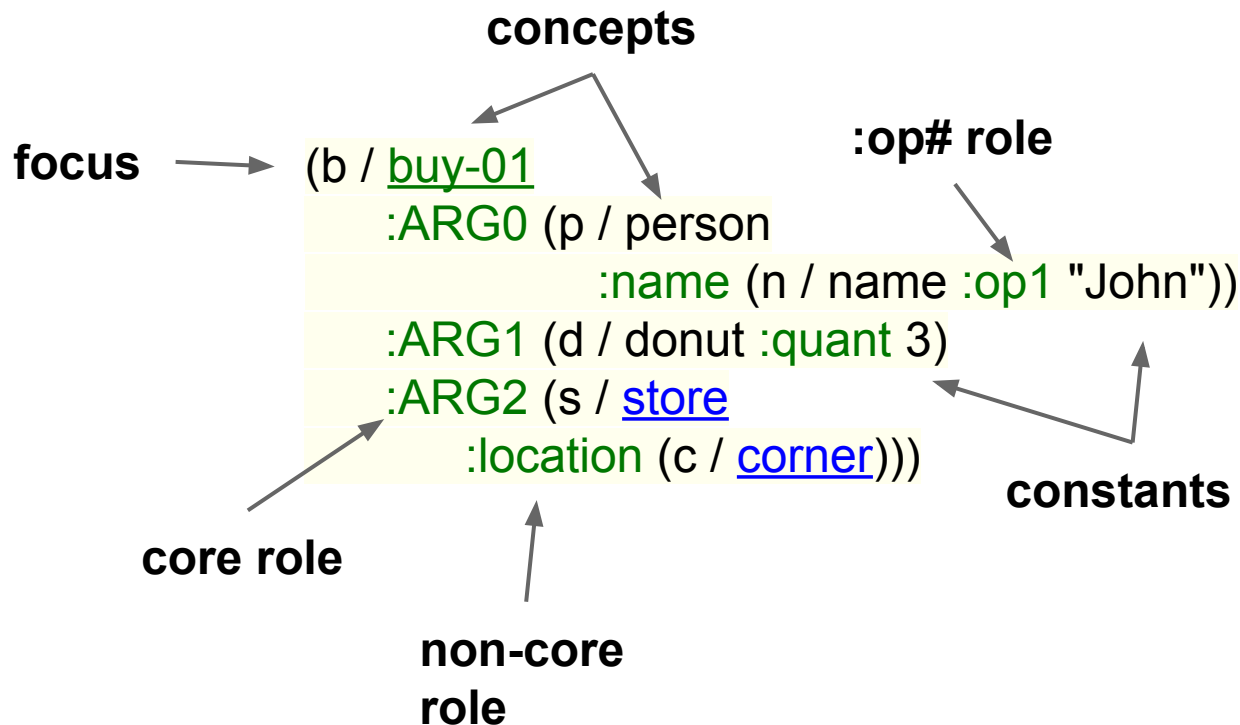 concepts
:op# role
focus
(b / buy-01
:ARG0 (p / person
:name (n / name :op1 "John"))
:ARG1 (d / donut :quant 3)
:ARG2 (s / store
:location (c / corner)))
constants
core role
non-core
role